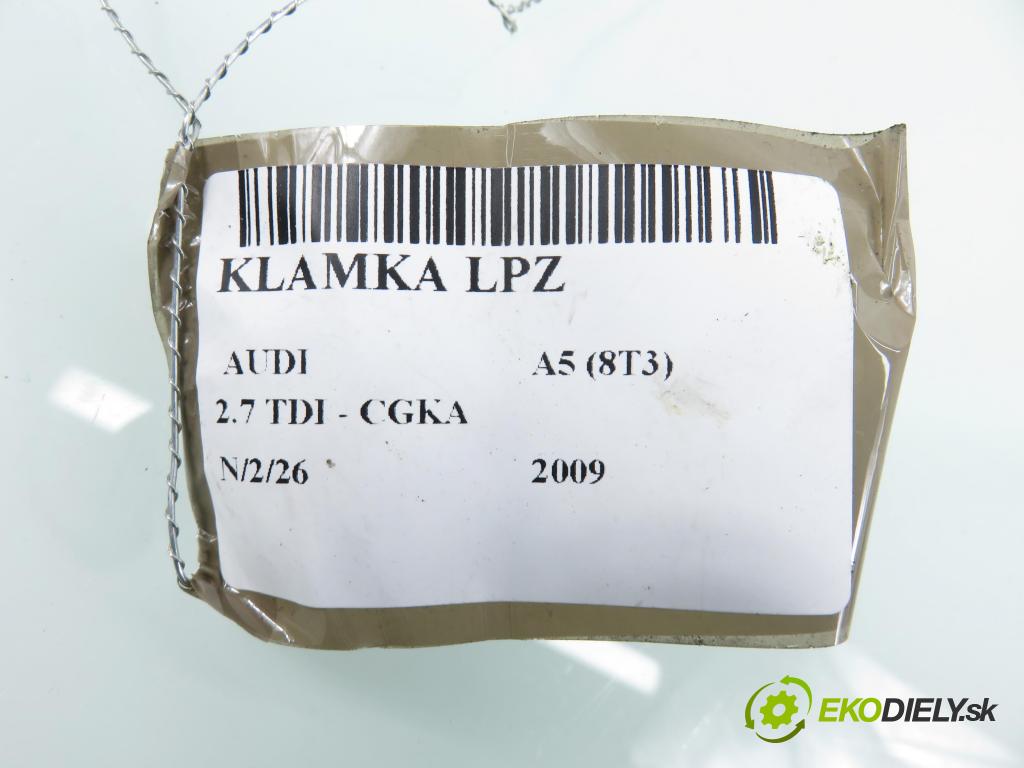 KLAMKA LPZ
AUDI A5 (8T3)
2.7 TDI - CGKA
N/2/26 2009
EKODIELY.sk